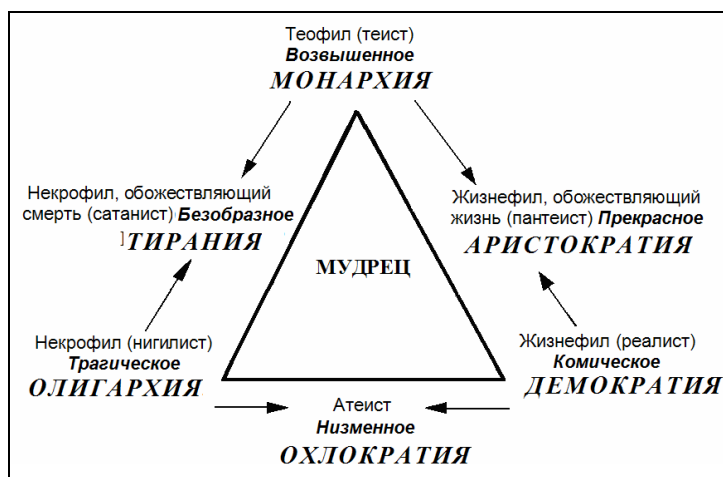 Теофил (теист)
Возвышенное
МОНАРХИЯ
Некрофил, обожествляющий
смерть (сатанист) Безобразное
]ТИРАНИЯ
Жизнефил, обожествляющий
жизнь (пантеист) Прекрасное
АРИСТОКРАТИЯ
МУДРЕЦ
Некрофил (нигилист)
Трагическое
ОЛИГАРХИЯ
Жизнефил (реалист)
Комическое
ДЕМОКРАТИЯ
Атеист
Низменное
ОХЛОКРАТИЯ